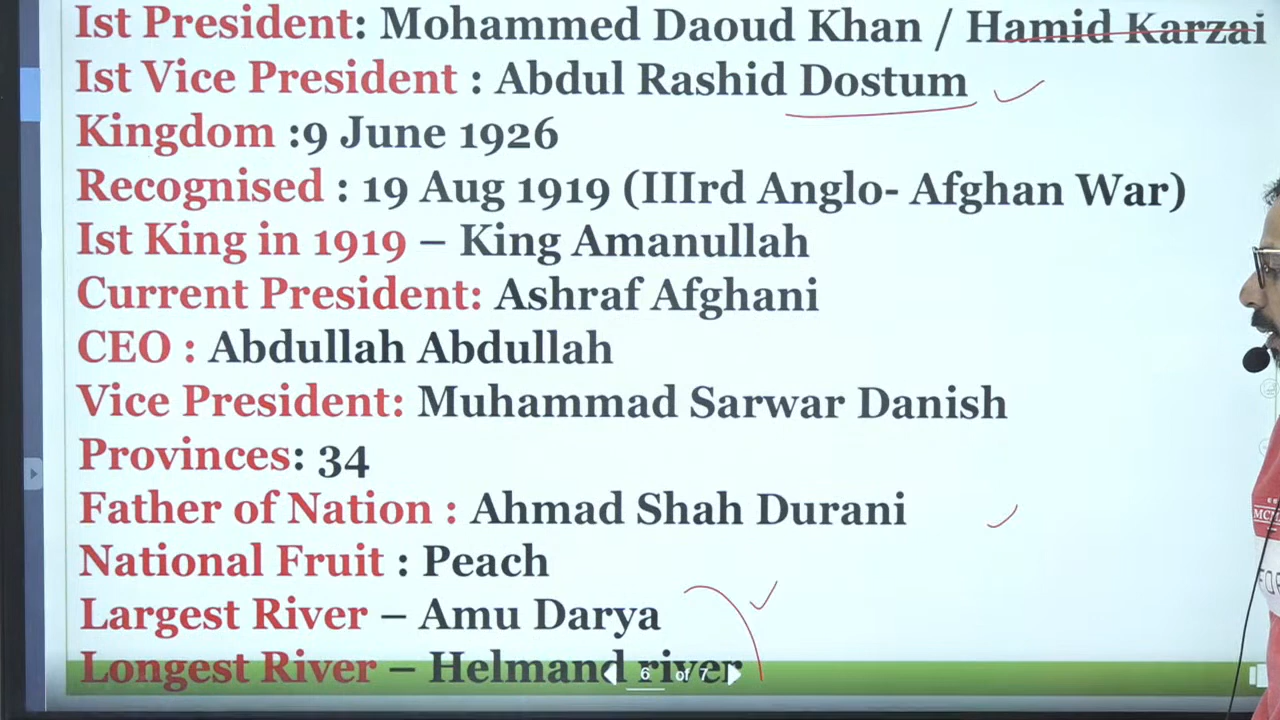 Ist President: Mohammed Daoud Khan / Hamid Karzai
Ist Vice President : Abdul Rashid Dostum
Kingdom :9 June 1926
Recognised : 19 Aug 1919 (IIIrd Anglo- Afghan War)
Ist King in 1919 – King Amanullah
Current President: Ashraf Afghani
CEO : Abdullah Abdullah
Vice President: Muhammad Sarwar Danish
Provinces: 34
Father of Nation : Ahmad Shah Durani
National Fruit : Peach
Largest River – Amu Darya
Longest River – Helmand river
6 of 7